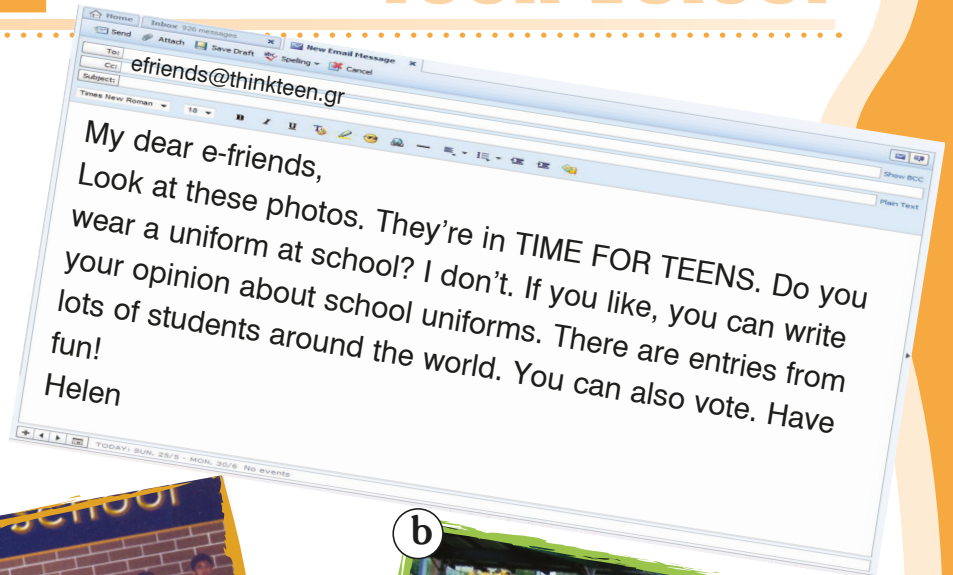 Home
Inbox 926 messages
New Email Message
Send Attach Save Draft Spelling Cancel
To:
Cc: efriends@thinkteen.gr
Subject:
Show BCC
Times New Roman 18 B I U
Plain Text
My dear e-friends,
Look at these photos. They're in TIME FOR TEENS. Do you
wear a uniform at school? I don't. If you like, you can write
your opinion about school uniforms. There are entries from
lots of students around the world. You can also vote. Have
fun!
Helen
TODAY: SUN, 25/5 - MON, 30/6 No events
SCHOOL
b